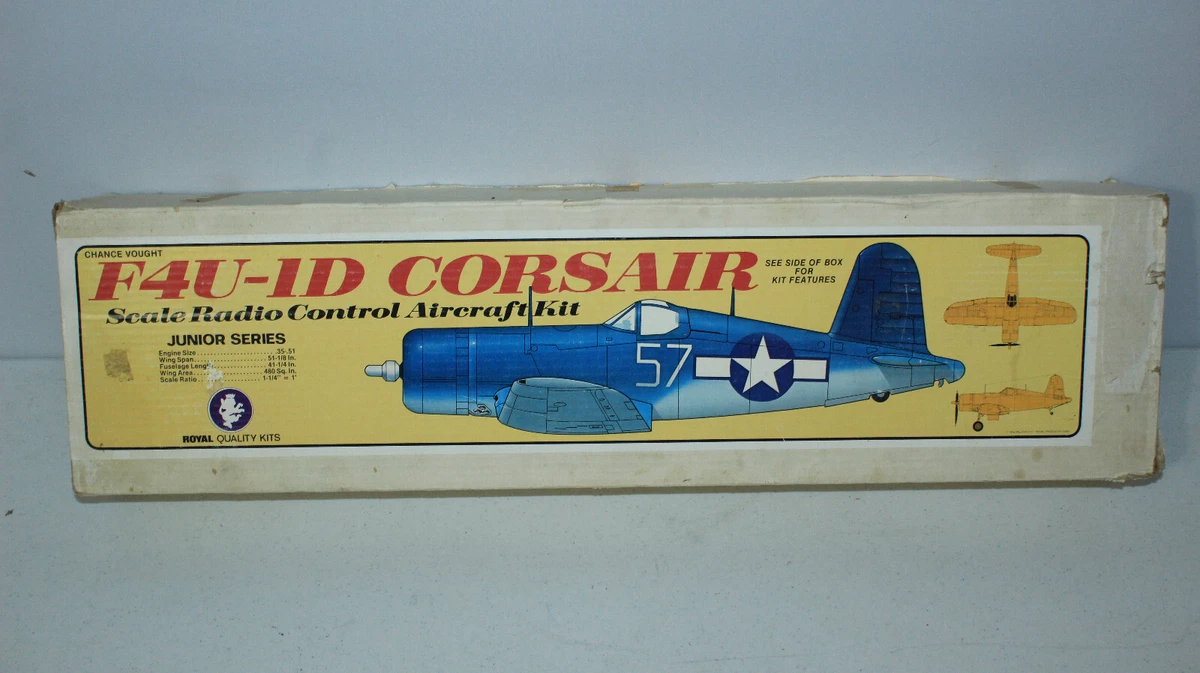 CHANCE VOUGHT
F4U-1D CORSAIR
Scale Radio Control Aircraft Kit
SEE SIDE OF BOX
FOR
KIT FEATURES
JUNIOR SERIES
Engine Size .35-.51
Wing Span 51-1/8 In.
Fuselage Length 41-1/4 In.
Wing Area 480 Sq. In.
Scale Ratio 1-1/4" = 1'
57
ROYAL QUALITY KITS